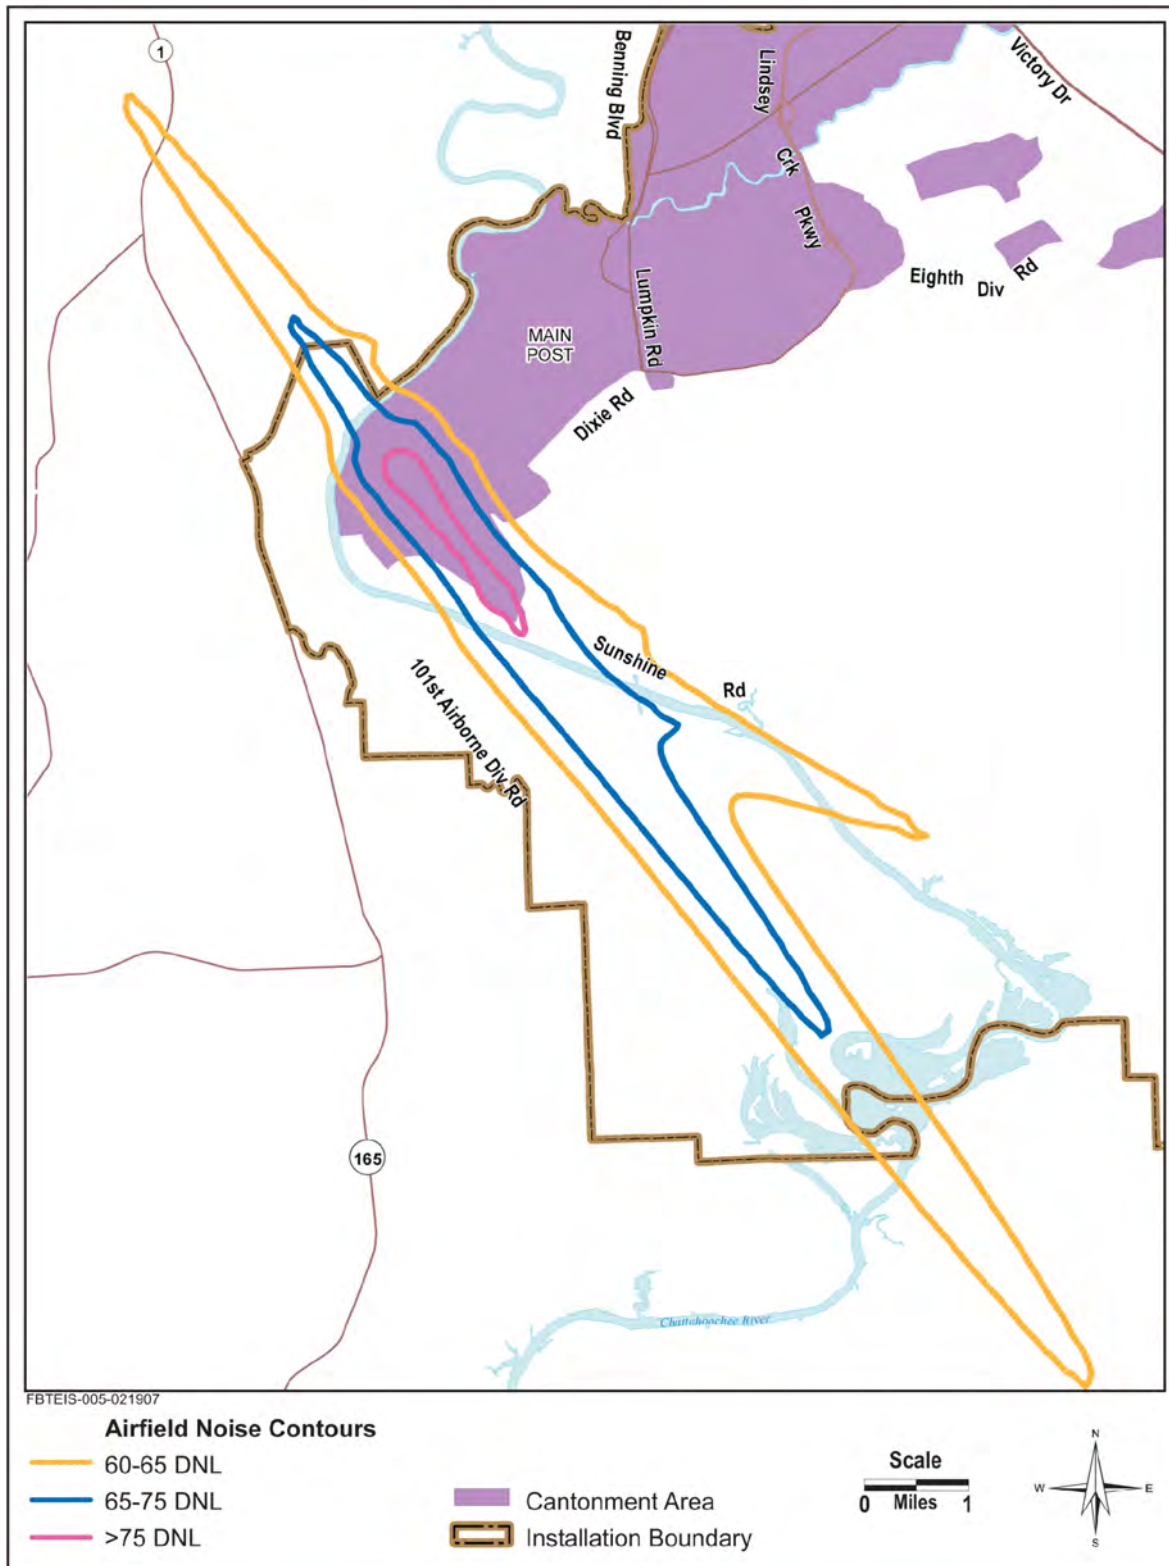 1
Benning Blvd
Lindsey
Crk
Pkwy
Victory Dr
Eighth Div Rd
MAIN
POST
Lumpkin Rd
Dixie Rd
Sunshine Rd
101st Airborne Div Rd
165
Chattahoochee River
FBTEIS-005-021907
Airfield Noise Contours
60-65 DNL
65-75 DNL
>75 DNL
Cantonment Area
Installation Boundary
Scale
0 Miles 1
N
W E
S